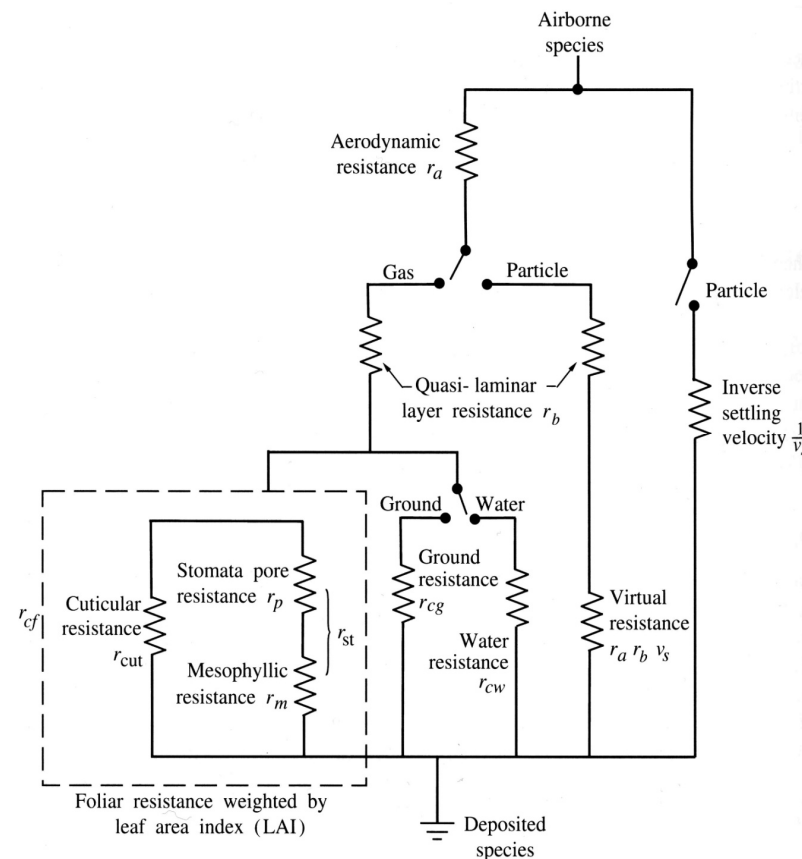 Airborne
species
Aerodynamic
resistance r_a
Gas
Particle
Particle
Quasi- laminar
layer resistance r_b
Inverse
settling
velocity 1/v_s
Ground
Water
Ground
resistance
r_cg
Stomata pore
resistance r_p
r_cf
Cuticular
resistance
r_cut
r_st
Mesophyllic
resistance r_m
Water
resistance
r_cw
Virtual
resistance
r_a r_b v_s
Foliar resistance weighted by
leaf area index (LAI)
Deposited
species